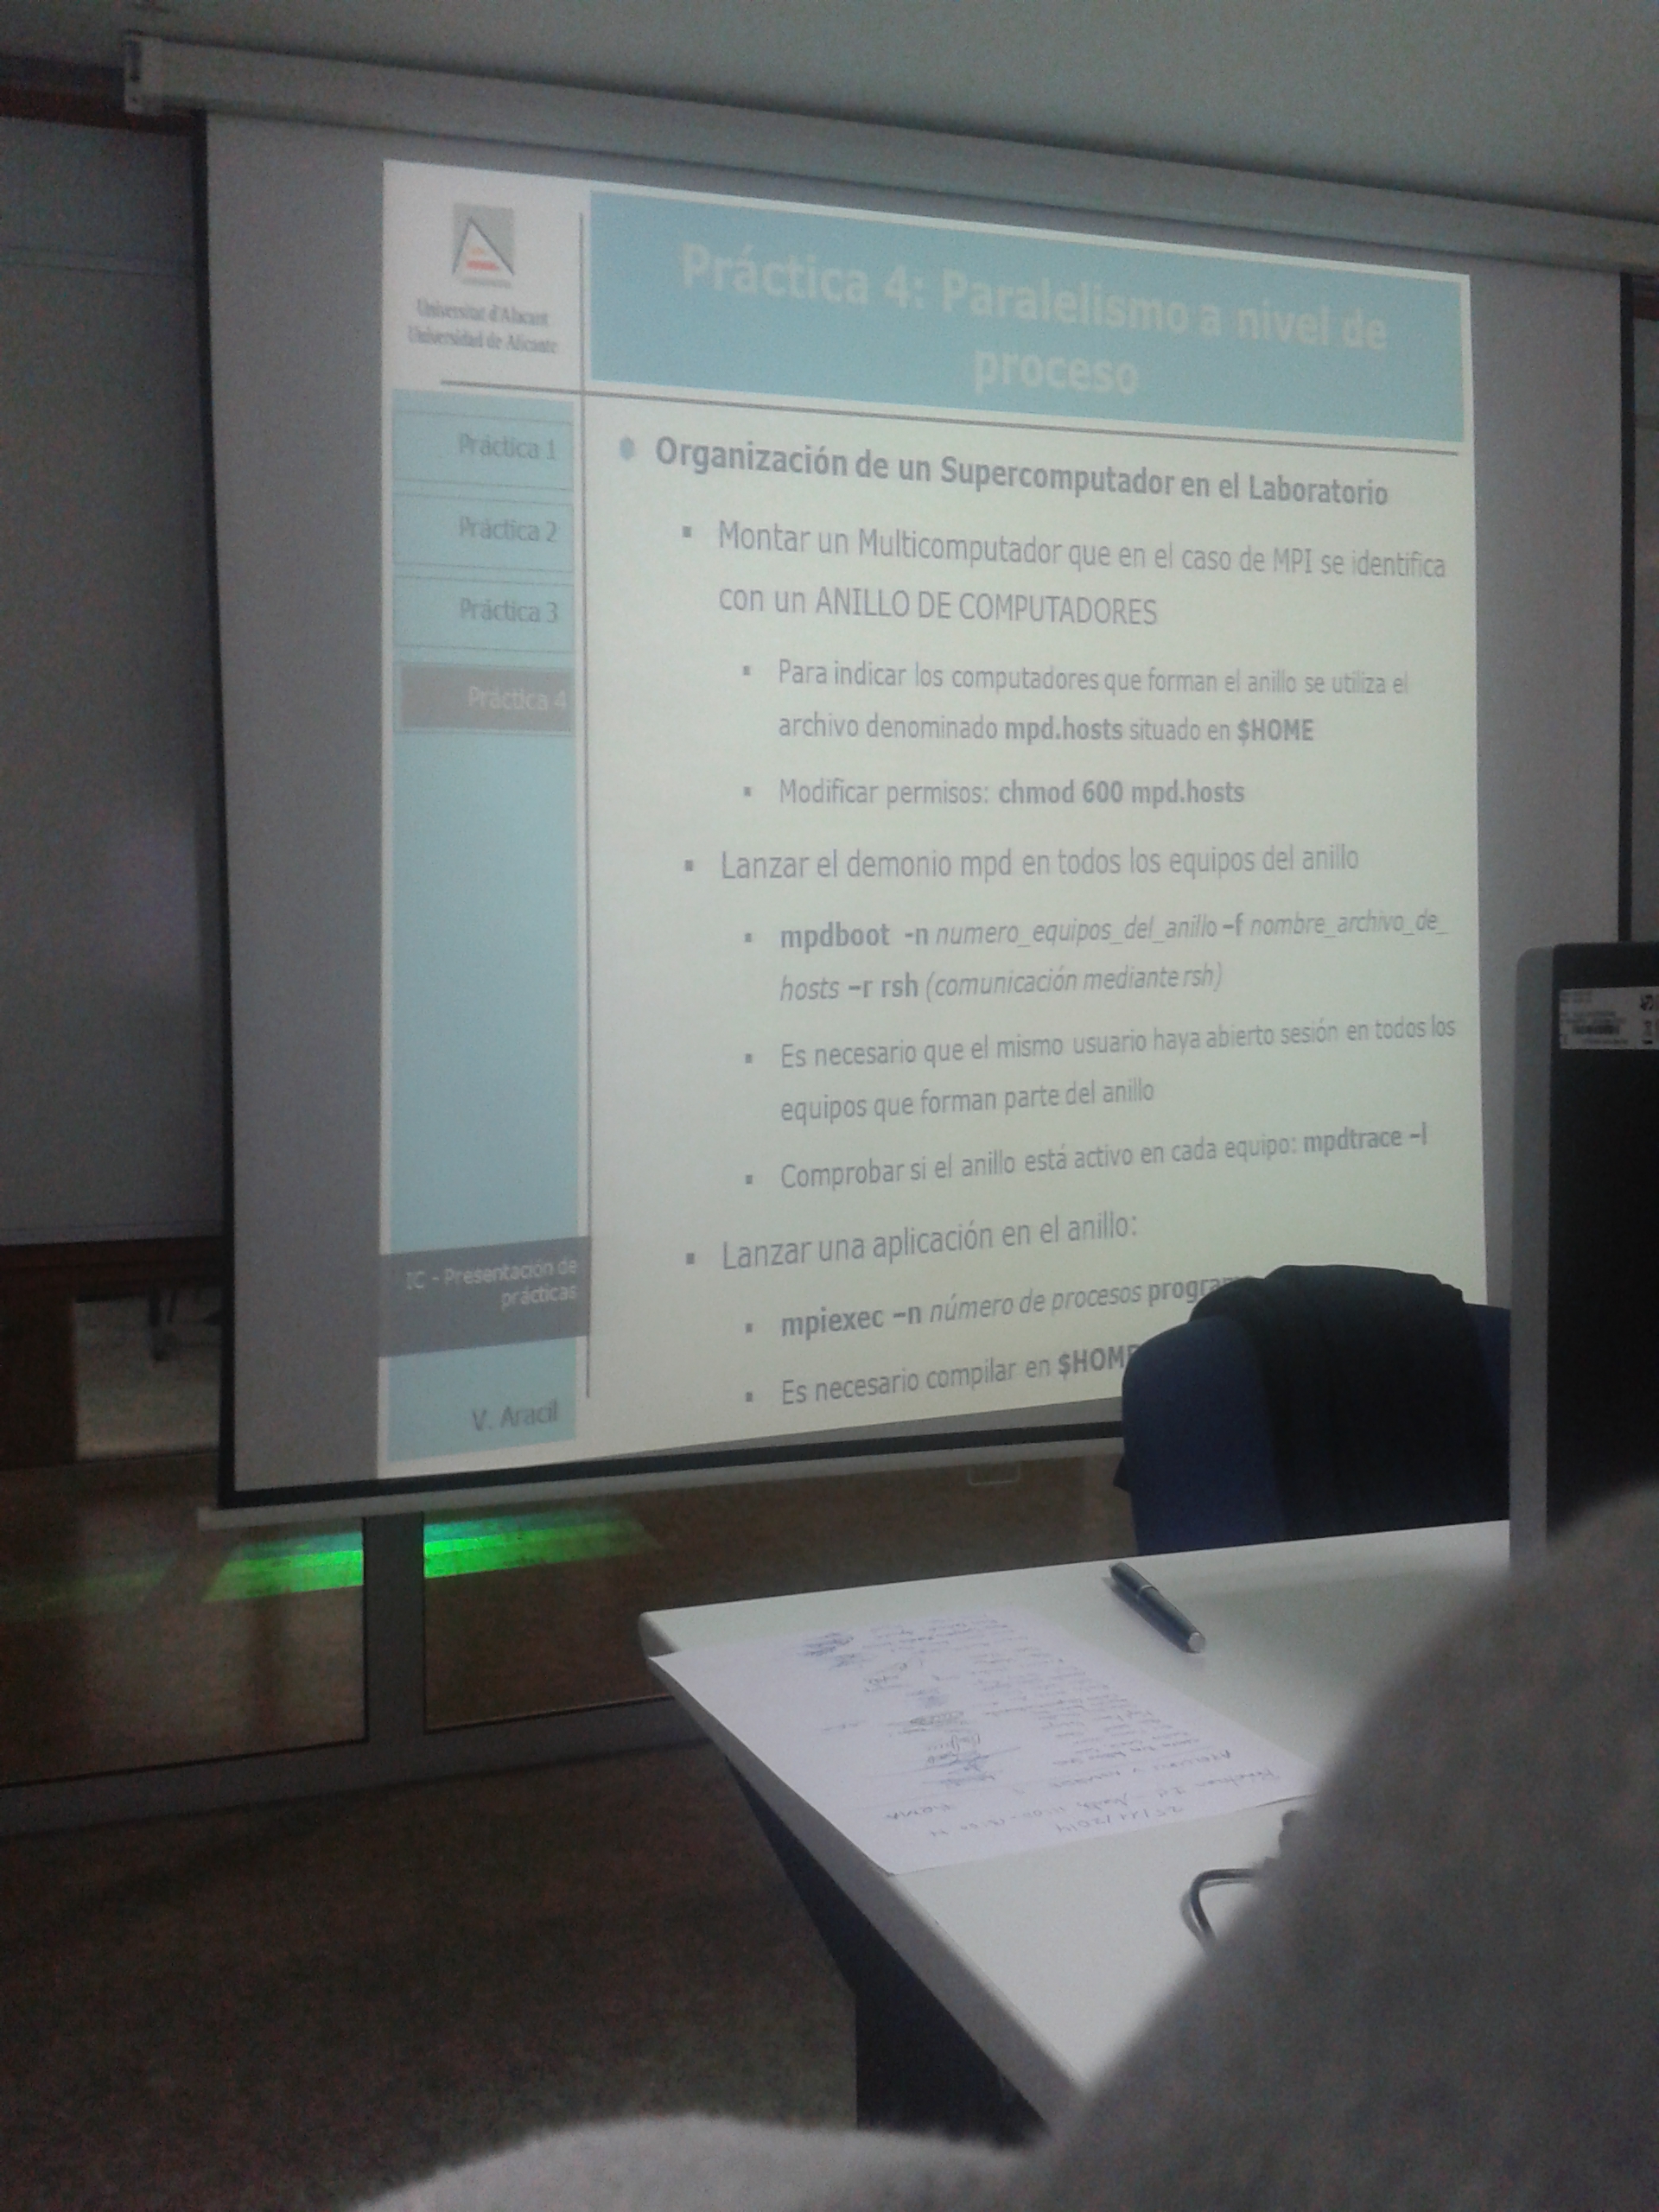 Universitat d'Alacant
Universidad de Alicante
Práctica 4: Paralelismo a nivel de
proceso
Práctica 1
Práctica 2
Práctica 3
Práctica 4
IC - Presentación de
prácticas
V. Aracil
Organización de un Supercomputador en el Laboratorio
Montar un Multicomputador que en el caso de MPI se identifica
con un ANILLO DE COMPUTADORES
Para indicar los computadores que forman el anillo se utiliza el
archivo denominado mpd.hosts situado en $HOME
Modificar permisos: chmod 600 mpd.hosts
Lanzar el demonio mpd en todos los equipos del anillo
mpdboot -n numero_equipos_del_anillo –f nombre_archivo_de_
hosts –r rsh (comunicación mediante rsh)
Es necesario que el mismo usuario haya abierto sesión en todos los
equipos que forman parte del anillo
Comprobar si el anillo está activo en cada equipo: mpdtrace –l
Lanzar una aplicación en el anillo:
mpiexec –n número de procesos progra
Es necesario compilar en $HOME